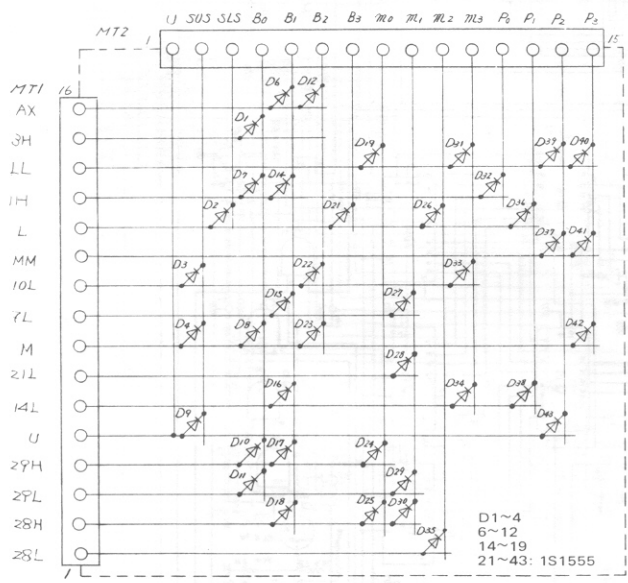 MT2 1 U SUS SLS B0 B1 B2 B3 M0 M1 M2 M3 P0 P1 P2 P3 15
MT1 16
AX D6 D12
3H D1
LL D19 D31 D39 D40
1H D7 D14 D32
L D2 D21 D26 D36
MM D37 D41
10L D3 D22 D33
7L D15 D27
M D4 D8 D23 D42
21L D28
14L D16 D34 D38
U D9 D43
29H D10 D17 D24
29L D11 D29
28H D18 D25 D30
28L D35
1
D1~4
6~12
14~19
21~43: 1S1555